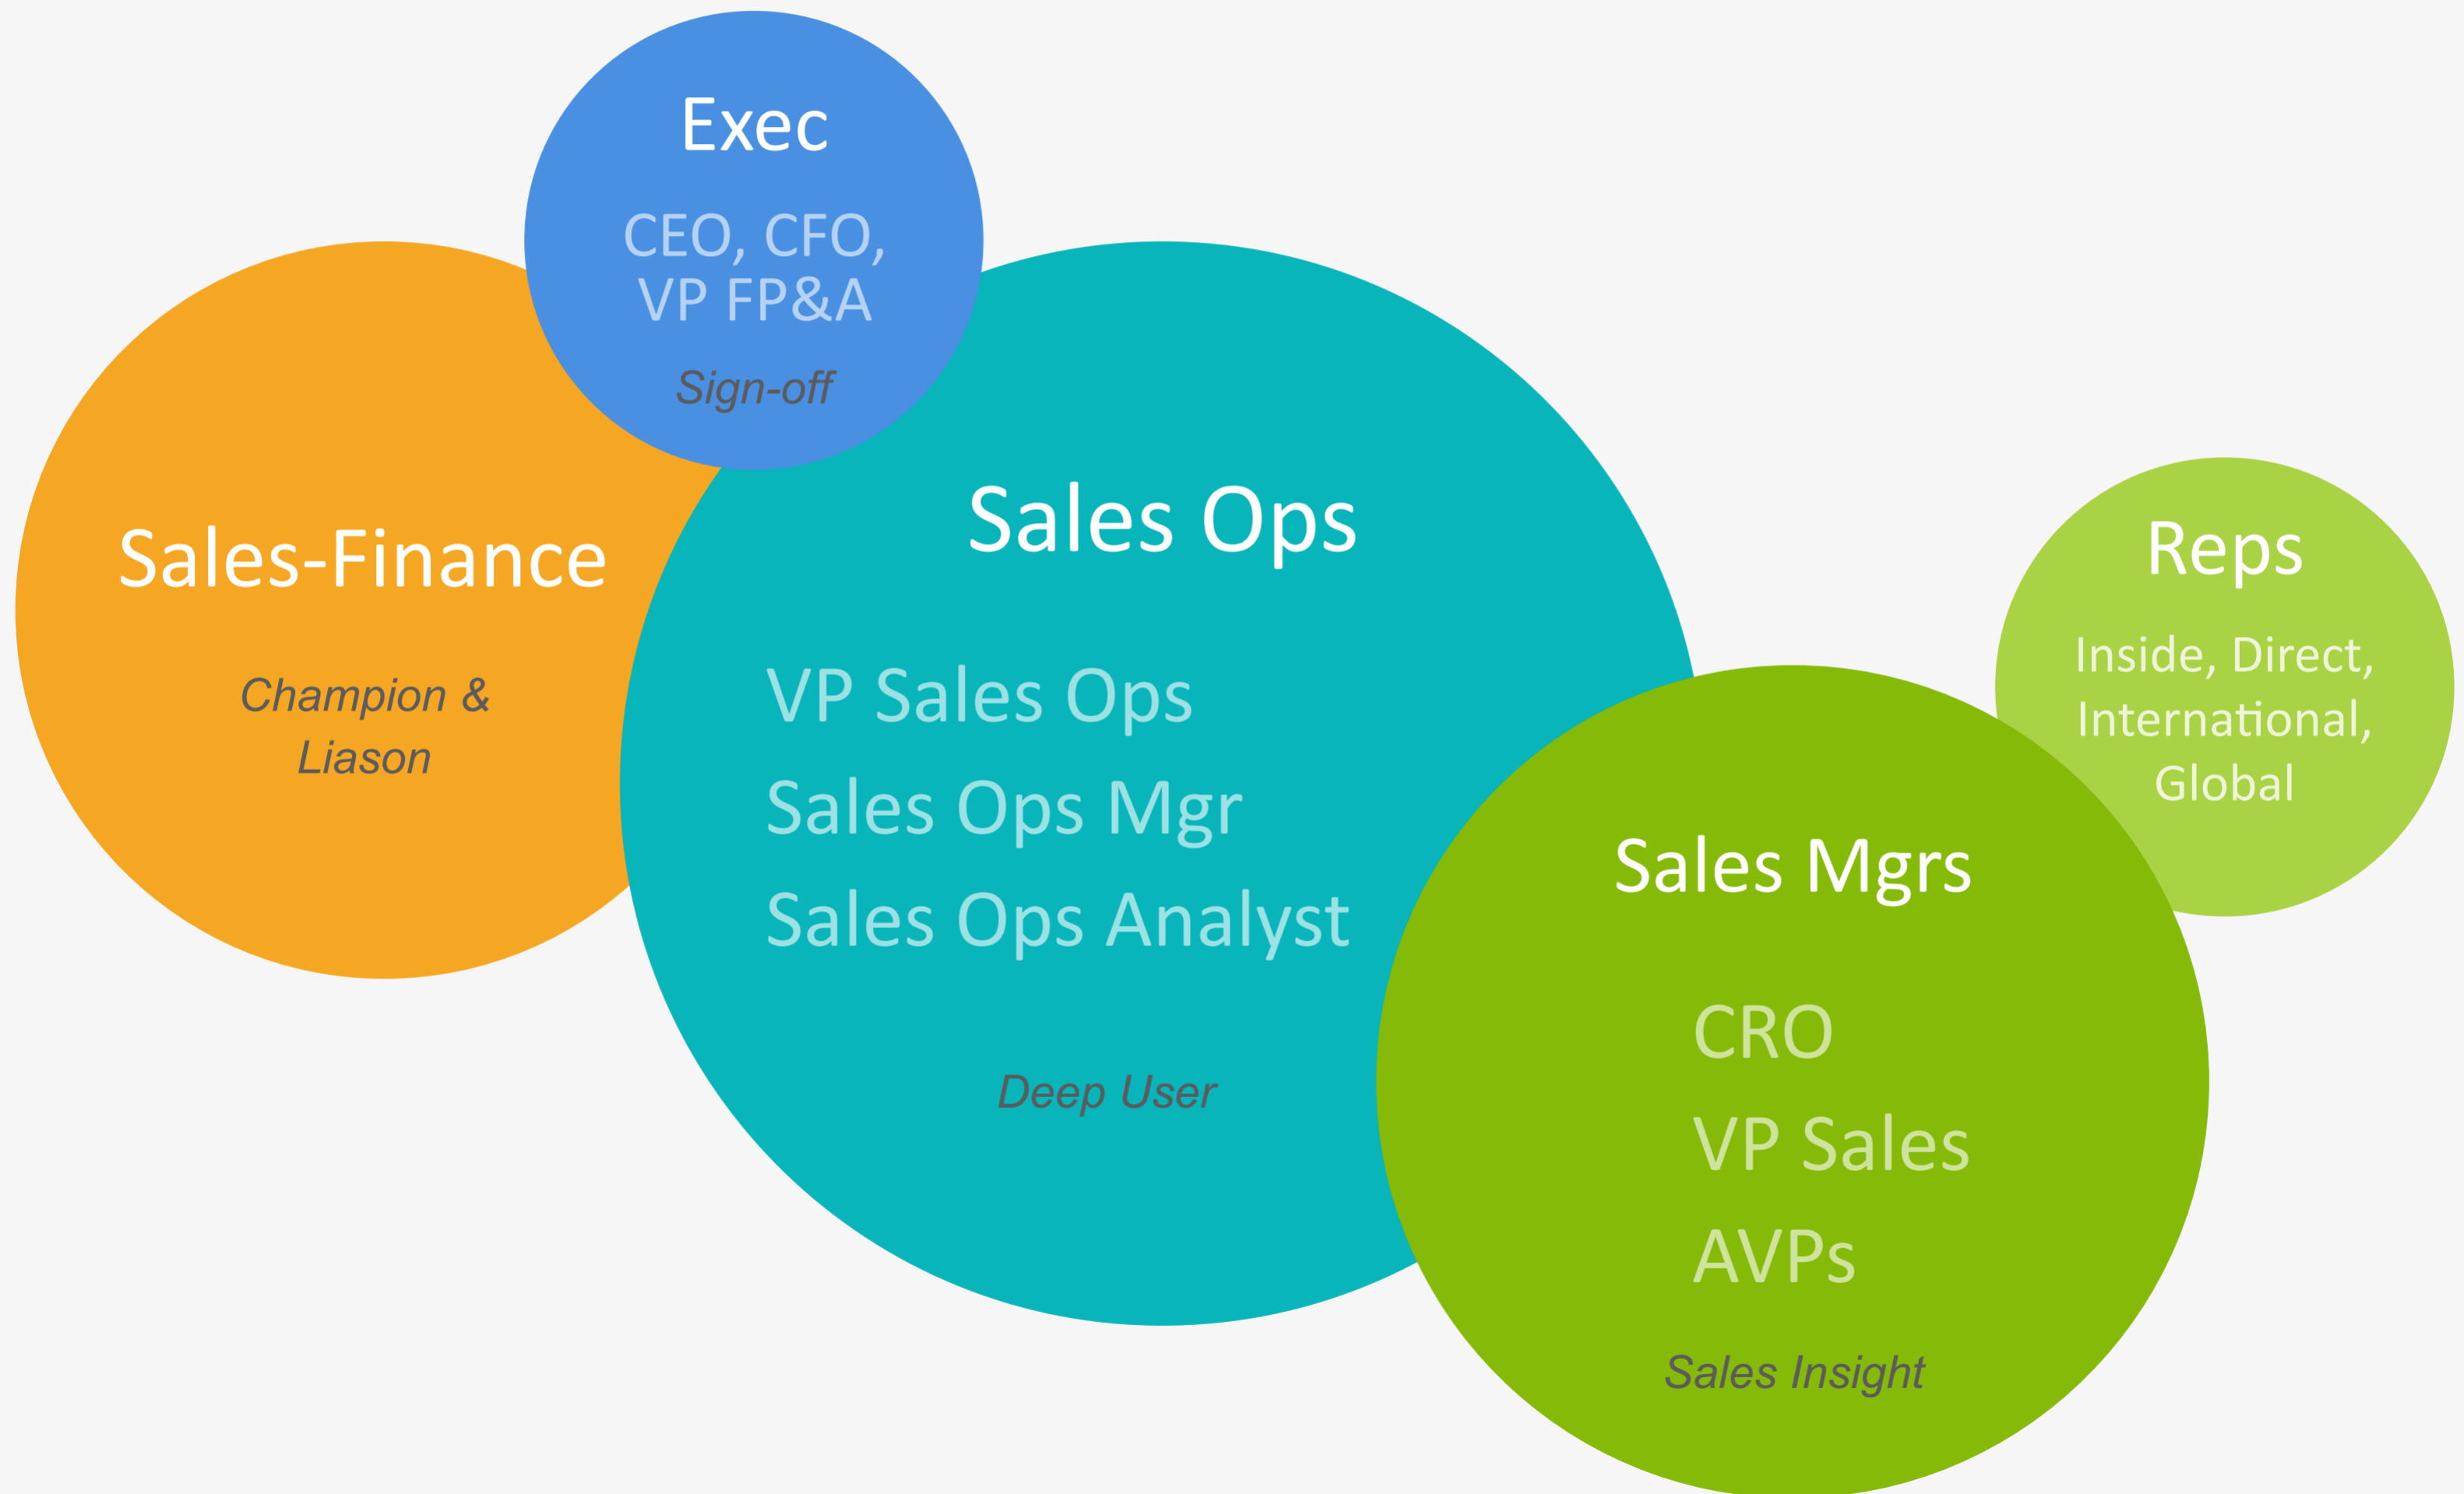 Exec
CEO, CFO,
VP FP&A
Sign-off
Sales-Finance
Champion &
Liason
Sales Ops
VP Sales Ops
Sales Ops Mgr
Sales Ops Analyst
Deep User
Sales Mgrs
CRO
VP Sales
AVPs
Sales Insight
Reps
Inside, Direct,
International,
Global